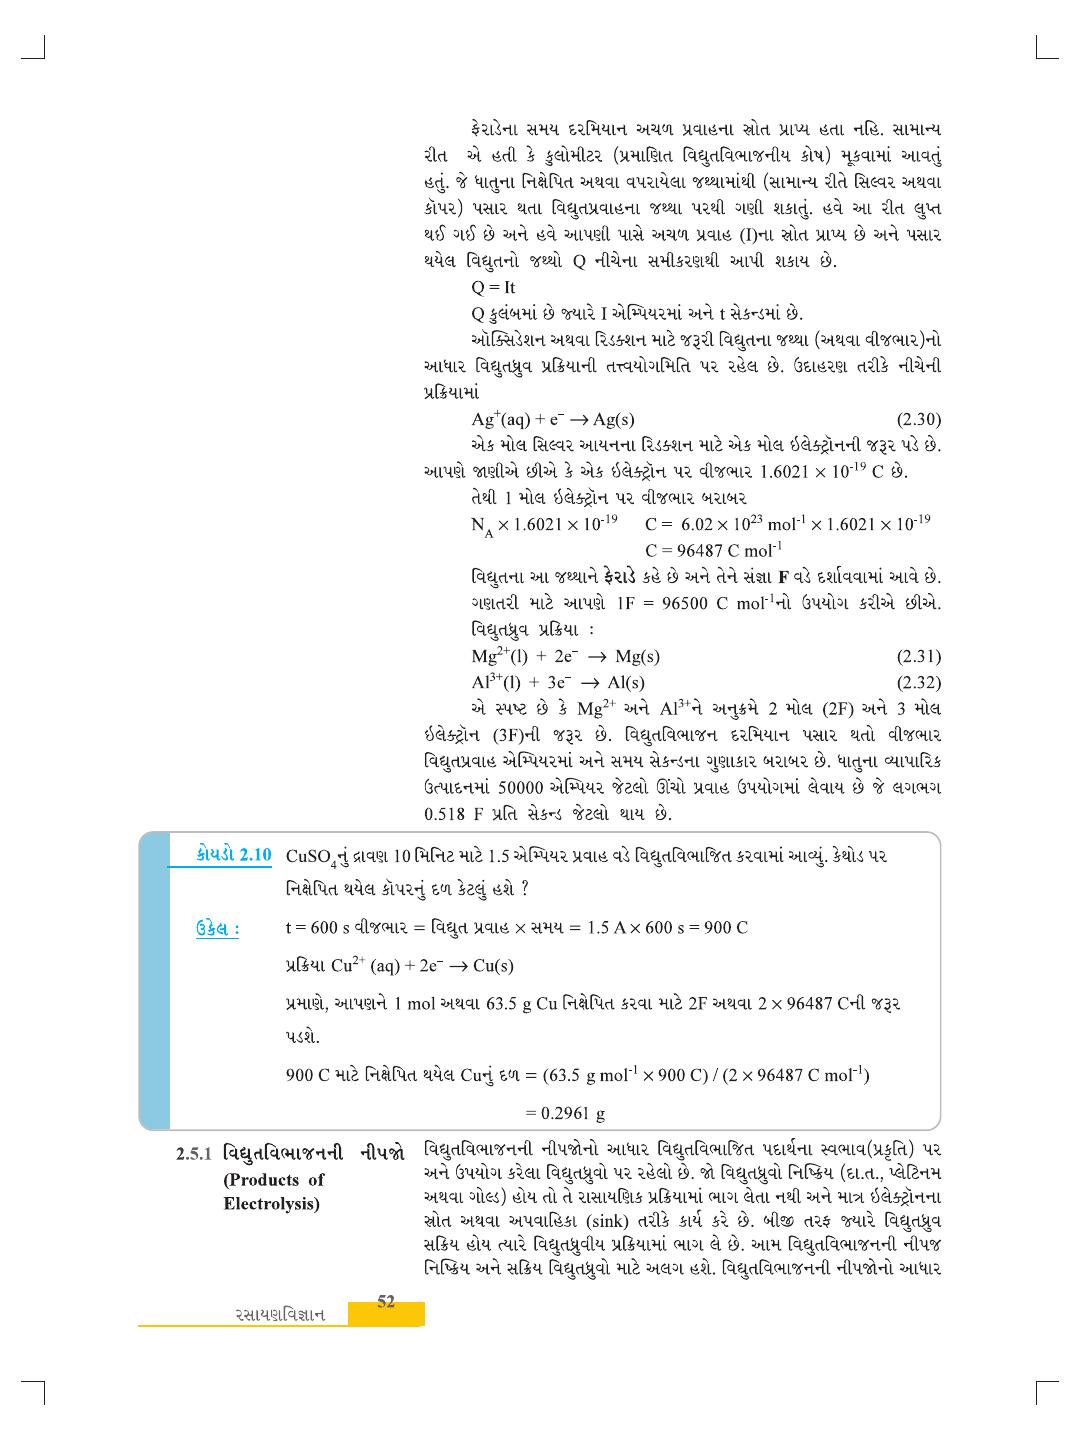 ફેરાડેના સમય દરમિયાન અચળ પ્રવાહના સ્રોત પ્રાપ્ય હતા નહિ. સામાન્ય
રીત એ હતી કે કુલોમીટર (પ્રમાણિત વિદ્યુતવિભાજનીય કોષ) મૂકવામાં આવતું
હતું. જે ધાતુના નિક્ષેપિત અથવા વપરાયેલા જથ્થામાંથી (સામાન્ય રીતે સિલ્વર અથવા
કૉપર) પસાર થતા વિદ્યુતપ્રવાહના જથ્થા પરથી ગણી શકાતું. હવે આ રીત લુપ્ત
થઈ ગઈ છે અને હવે આપણી પાસે અચળ પ્રવાહ (I)ના સ્રોત પ્રાપ્ય છે અને પસાર
થયેલ વિદ્યુતનો જથ્થો Q નીચેના સમીકરણથી આપી શકાય છે.
Q = It
Q કુલંબમાં છે જ્યારે I એમ્પિયરમાં અને t સેકન્ડમાં છે.
ઑક્સિડેશન અથવા રિડક્શન માટે જરૂરી વિદ્યુતના જથ્થા (અથવા વીજભાર)નો
આધાર વિદ્યુતધ્રુવ પ્રક્રિયાની તત્ત્વયોગમિતિ પર રહેલ છે. ઉદાહરણ તરીકે નીચેની
પ્રક્રિયામાં
Ag⁺(aq) + e⁻ → Ag(s) (2.30)
એક મોલ સિલ્વર આયનના રિડક્શન માટે એક મોલ ઇલેક્ટ્રૉનની જરૂર પડે છે.
આપણે જાણીએ છીએ કે એક ઇલેક્ટ્રૉન પર વીજભાર 1.6021 × 10⁻¹⁹ C છે.
તેથી 1 મોલ ઇલેક્ટ્રૉન પર વીજભાર બરાબર
N_A × 1.6021 × 10⁻¹⁹ C = 6.02 × 10²³ mol⁻¹ × 1.6021 × 10⁻¹⁹
C = 96487 C mol⁻¹
વિદ્યુતના આ જથ્થાને ફેરાડે કહે છે અને તેને સંજ્ઞા F વડે દર્શાવવામાં આવે છે.
ગણતરી માટે આપણે 1F = 96500 C mol⁻¹નો ઉપયોગ કરીએ છીએ.
વિદ્યુતધ્રુવ પ્રક્રિયા :
Mg²⁺(l) + 2e⁻ → Mg(s) (2.31)
Al³⁺(l) + 3e⁻ → Al(s) (2.32)
એ સ્પષ્ટ છે કે Mg²⁺ અને Al³⁺ને અનુક્રમે 2 મોલ (2F) અને 3 મોલ
ઇલેક્ટ્રૉન (3F)ની જરૂર છે. વિદ્યુતવિભાજન દરમિયાન પસાર થતો વીજભાર
વિદ્યુતપ્રવાહ એમ્પિયરમાં અને સમય સેકન્ડના ગુણાકાર બરાબર છે. ધાતુના વ્યાપારિક
ઉત્પાદનમાં 50000 એમ્પિયર જેટલો ઊંચો પ્રવાહ ઉપયોગમાં લેવાય છે જે લગભગ
0.518 F પ્રતિ સેકન્ડ જેટલો થાય છે.
કોયડો 2.10 CuSO₄નું દ્રાવણ 10 મિનિટ માટે 1.5 એમ્પિયર પ્રવાહ વડે વિદ્યુતવિભાજિત કરવામાં આવ્યું. કેથોડ પર
નિક્ષેપિત થયેલ કૉપરનું દળ કેટલું હશે ?
ઉકેલ : t = 600 s વીજભાર = વિદ્યુત પ્રવાહ × સમય = 1.5 A × 600 s = 900 C
પ્રક્રિયા Cu²⁺ (aq) + 2e⁻ → Cu(s)
પ્રમાણે, આપણને 1 mol અથવા 63.5 g Cu નિક્ષેપિત કરવા માટે 2F અથવા 2 × 96487 Cની જરૂર
પડશે.
900 C માટે નિક્ષેપિત થયેલ Cuનું દળ = (63.5 g mol⁻¹ × 900 C) / (2 × 96487 C mol⁻¹)
= 0.2961 g
2.5.1 વિદ્યુતવિભાજનની નીપજો
(Products of
Electrolysis)
વિદ્યુતવિભાજનની નીપજોનો આધાર વિદ્યુતવિભાજિત પદાર્થના સ્વભાવ(પ્રકૃતિ) પર
અને ઉપયોગ કરેલા વિદ્યુતધ્રુવો પર રહેલો છે. જો વિદ્યુતધ્રુવો નિષ્ક્રિય (દા.ત., પ્લેટિનમ
અથવા ગોલ્ડ) હોય તો તે રાસાયણિક પ્રક્રિયામાં ભાગ લેતા નથી અને માત્ર ઇલેક્ટ્રૉનના
સ્રોત અથવા અપવાહિકા (sink) તરીકે કાર્ય કરે છે. બીજી તરફ જ્યારે વિદ્યુતધ્રુવ
સક્રિય હોય ત્યારે વિદ્યુતધ્રુવીય પ્રક્રિયામાં ભાગ લે છે. આમ વિદ્યુતવિભાજનની નીપજ
નિષ્ક્રિય અને સક્રિય વિદ્યુતધ્રુવો માટે અલગ હશે. વિદ્યુતવિભાજનની નીપજોનો આધાર
રસાયણવિજ્ઞાન 52